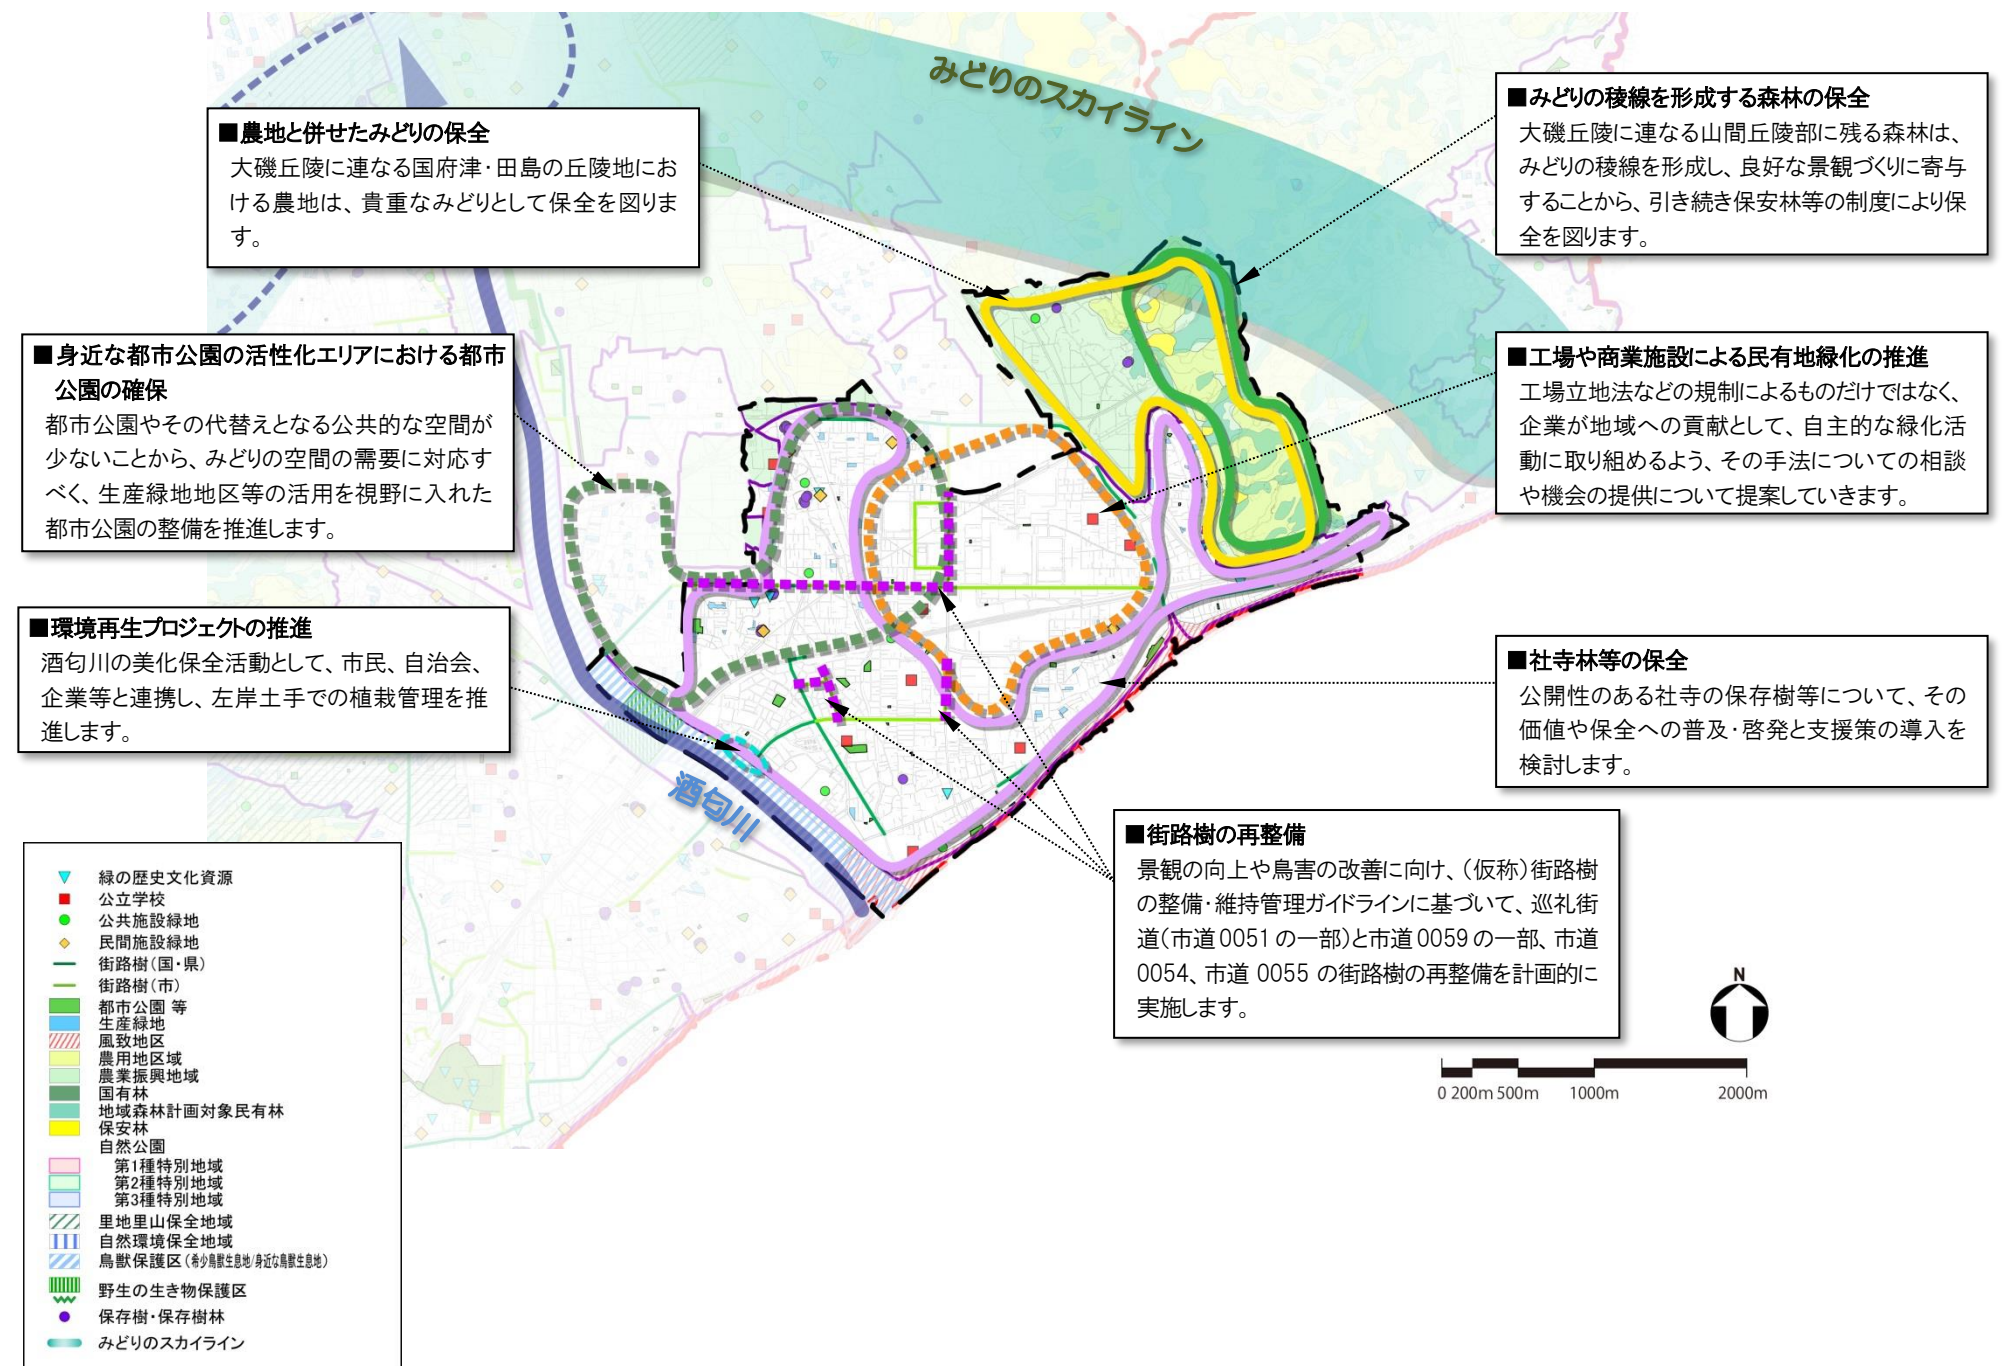 みどりのスカイライン
■農地と併せたみどりの保全
大磯丘陵に連なる国府津・田島の丘陵地にお
ける農地は、貴重なみどりとして保全を図りま
す。
■みどりの稜線を形成する森林の保全
大磯丘陵に連なる山間丘陵部に残る森林は、
みどりの稜線を形成し、良好な景観づくりに寄与
することから、引き続き保安林等の制度により保
全を図ります。
■身近な都市公園の活性化エリアにおける都市
公園の確保
都市公園やその代替えとなる公共的な空間が
少ないことから、みどりの空間の需要に対応す
べく、生産緑地地区等の活用を視野に入れた
都市公園の整備を推進します。
■工場や商業施設による民有地緑化の推進
工場立地法などの規制によるものだけではなく、
企業が地域への貢献として、自主的な緑化活
動に取り組めるよう、その手法についての相談
や機会の提供について提案していきます。
■環境再生プロジェクトの推進
酒匂川の美化保全活動として、市民、自治会、
企業等と連携し、左岸土手での植栽管理を推
進します。
■社寺林等の保全
公開性のある社寺の保存樹等について、その
価値や保全への普及・啓発と支援策の導入を
検討します。
酒匂川
■街路樹の再整備
景観の向上や鳥害の改善に向け、(仮称)街路樹
の整備・維持管理ガイドラインに基づいて、巡礼街
道(市道0051の一部)と市道0059の一部、市道
0054、市道0055の街路樹の再整備を計画的に
実施します。
緑の歴史文化資源
公立学校
公共施設緑地
民間施設緑地
街路樹(国・県)
街路樹(市)
都市公園 等
生産緑地
風致地区
農用地区域
農業振興地域
国有林
地域森林計画対象民有林
保安林
自然公園
第1種特別地域
第2種特別地域
第3種特別地域
里地里山保全地域
自然環境保全地域
鳥獣保護区(希少鳥獣生息地/身近な鳥獣生息地)
野生の生き物保護区
保存樹・保存樹林
みどりのスカイライン
N
0 200m 500m 1000m 2000m